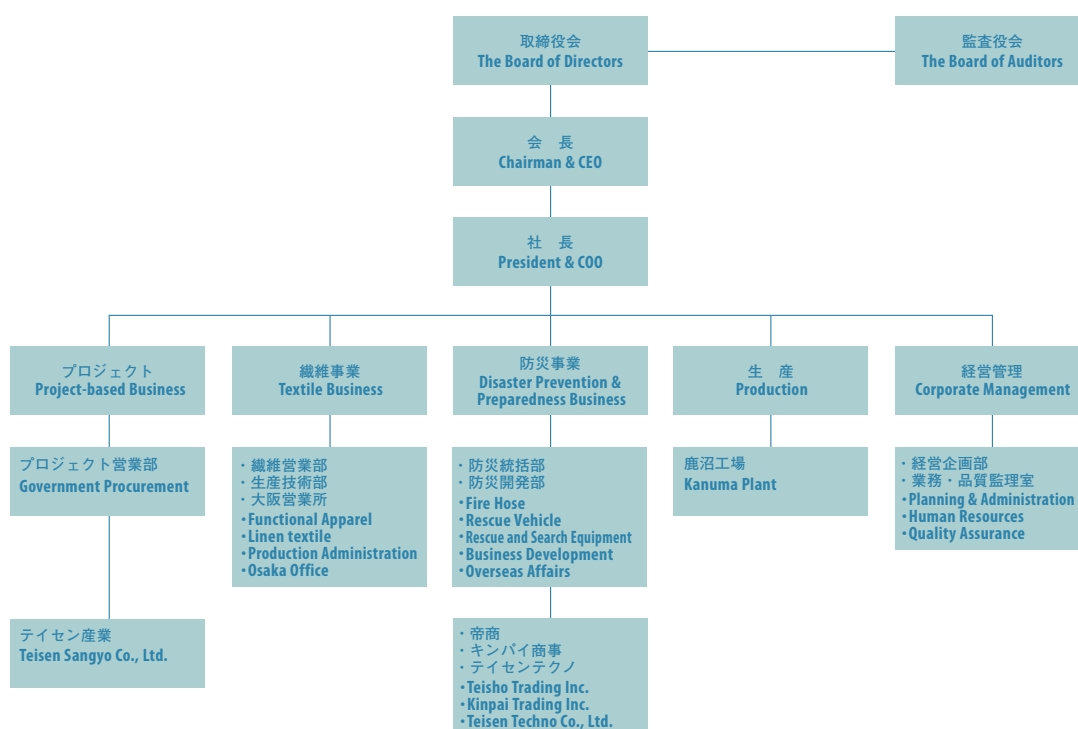 取締役会
The Board of Directors
監査役会
The Board of Auditors
会　長
Chairman & CEO
社　長
President & COO
プロジェクト
Project-based Business
繊維事業
Textile Business
防災事業
Disaster Prevention &
Preparedness Business
生　産
Production
経営管理
Corporate Management
プロジェクト営業部
Government Procurement
・繊維営業部
・生産技術部
・大阪営業所
・Functional Apparel
・Linen textile
・Production Administration
・Osaka Office
・防災統括部
・防災開発部
・Fire Hose
・Rescue Vehicle
・Rescue and Search Equipment
・Business Development
・Overseas Affairs
鹿沼工場
Kanuma Plant
・経営企画部
・業務・品質監理室
・Planning & Administration
・Human Resources
・Quality Assurance
テイセン産業
Teisen Sangyo Co., Ltd.
・帝商
・キンパイ商事
・テイセンテクノ
・Teisho Trading Inc.
・Kinpai Trading Inc.
・Teisen Techno Co., Ltd.